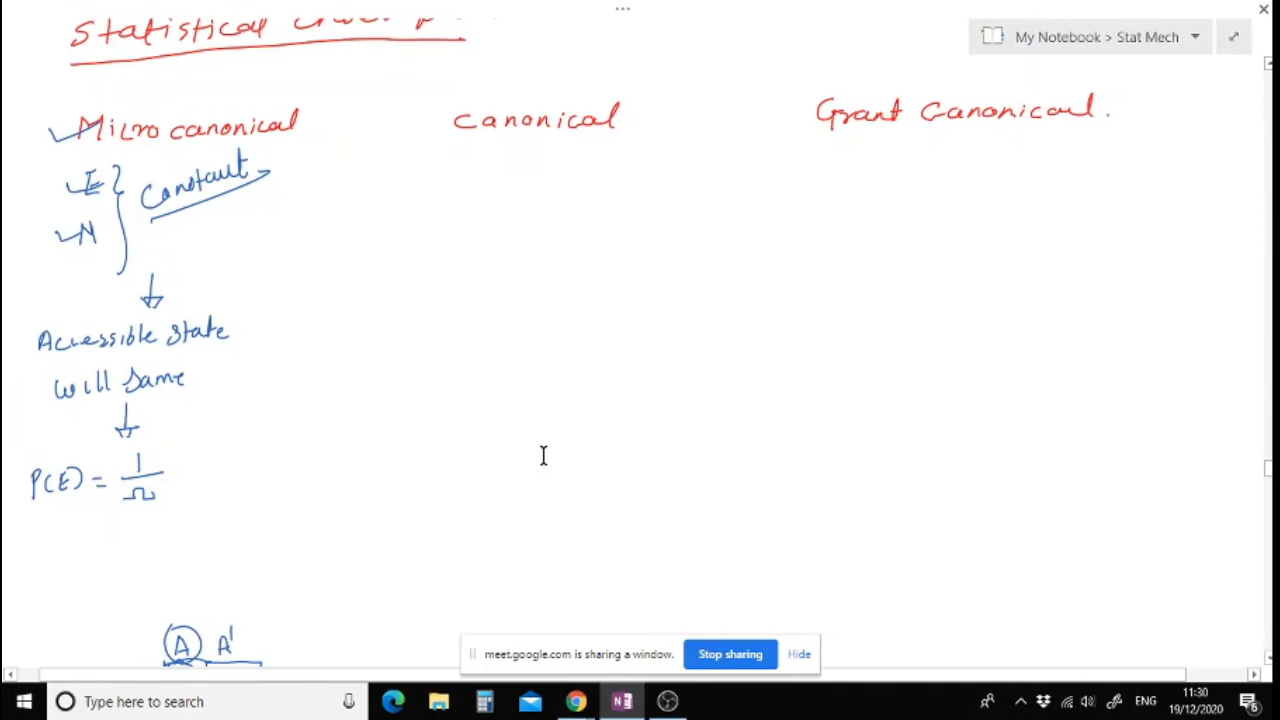 ...
Statistical
My Notebook > Stat Mech
Micro canonical
canonical
Grant Canonical.
E
N
Constant
Accessible State
will Same
P(E) = 1/Ω
A A'
meet.google.com is sharing a window.
Stop sharing
Hide
Type here to search
ENG
11:30
19/12/2020
6